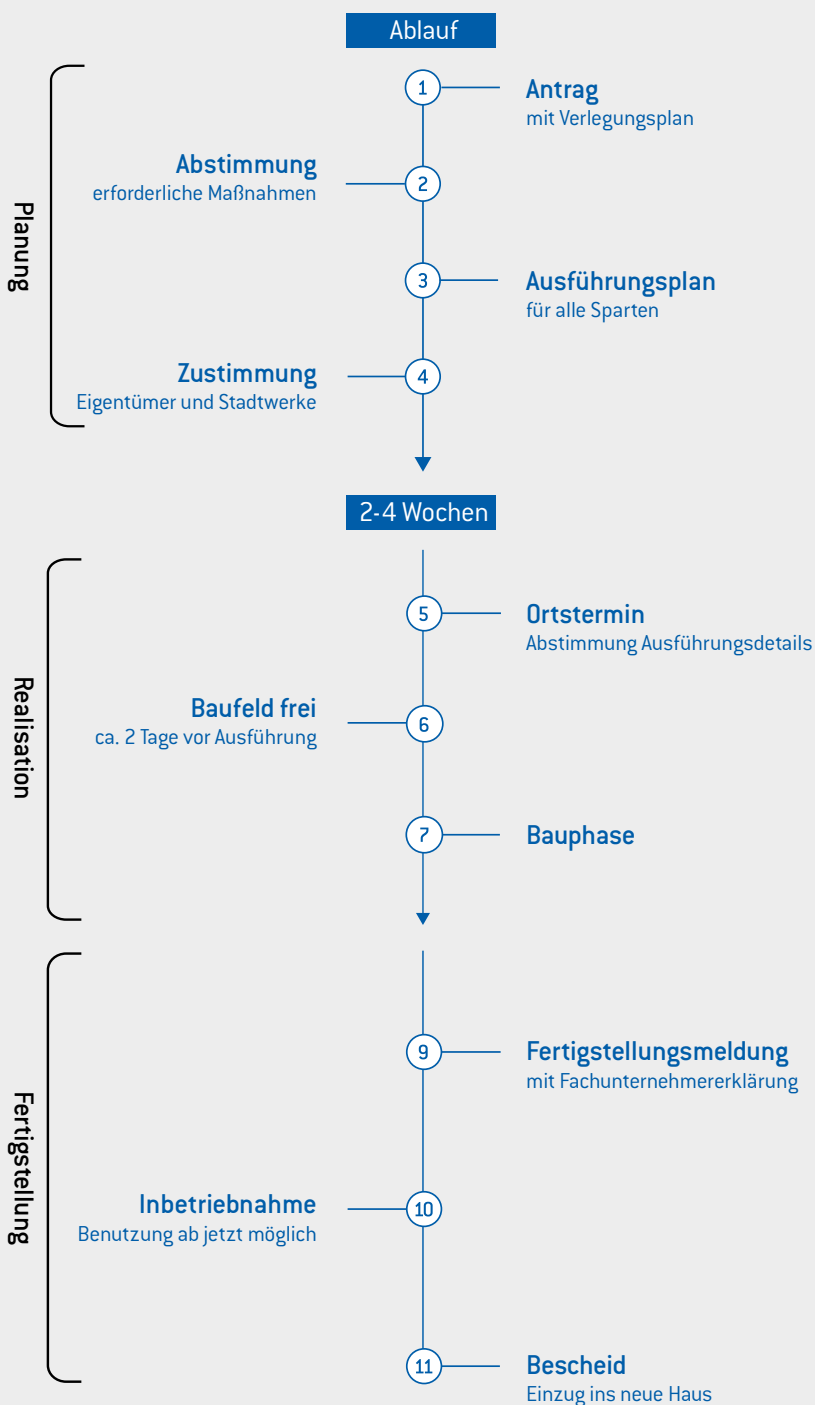 Ablauf
Planung
1
Antrag
mit Verlegungsplan
Abstimmung
erforderliche Maßnahmen
2
3
Ausführungsplan
für alle Sparten
Zustimmung
Eigentümer und Stadtwerke
4
2-4 Wochen
Realisation
5
Ortstermin
Abstimmung Ausführungsdetails
Baufeld frei
ca. 2 Tage vor Ausführung
6
7
Bauphase
Fertigstellung
9
Fertigstellungsmeldung
mit Fachunternehmererklärung
Inbetriebnahme
Benutzung ab jetzt möglich
10
11
Bescheid
Einzug ins neue Haus